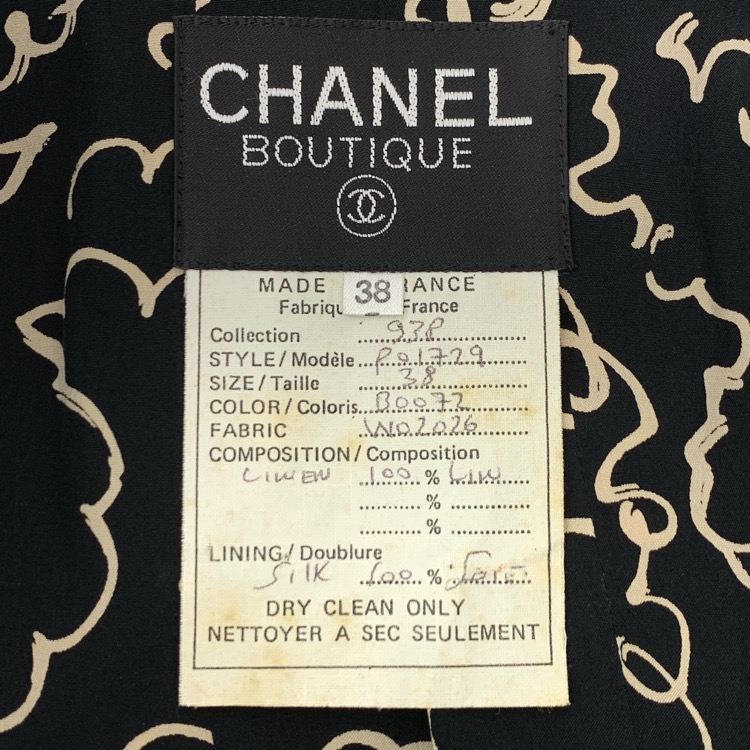 CHANEL
BOUTIQUE
MADE RANCE
38
Fabriqu France
Collection 93P
STYLE/Modèle P01729
SIZE/Taille 38
COLOR/Coloris B0072
FABRIC W02026
COMPOSITION/Composition
LINEN 100 % LIN
%
%
LINING/Doublure
SILK 100 % SOIE
DRY CLEAN ONLY
NETTOYER A SEC SEULEMENT